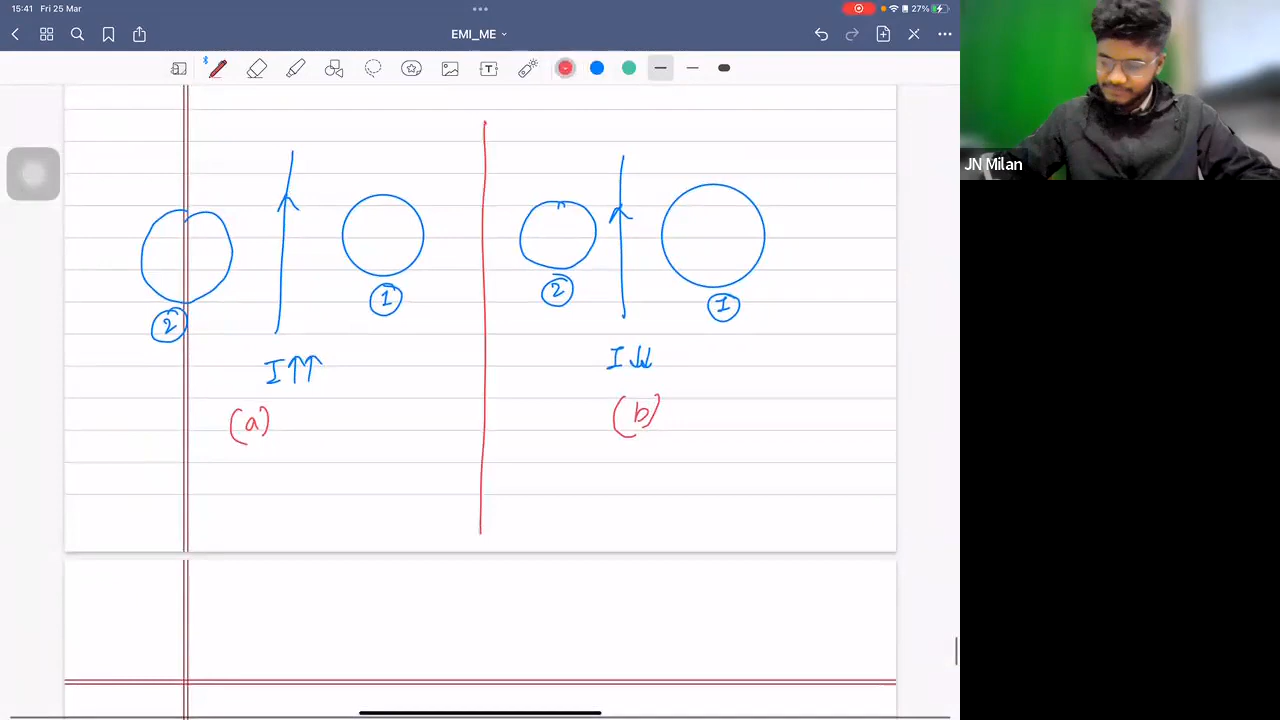 15:41 Fri 25 Mar
27%
EMI_ME
T
JN Milan
2
1
I↑↑
(a)
2
1
I↓↓
(b)